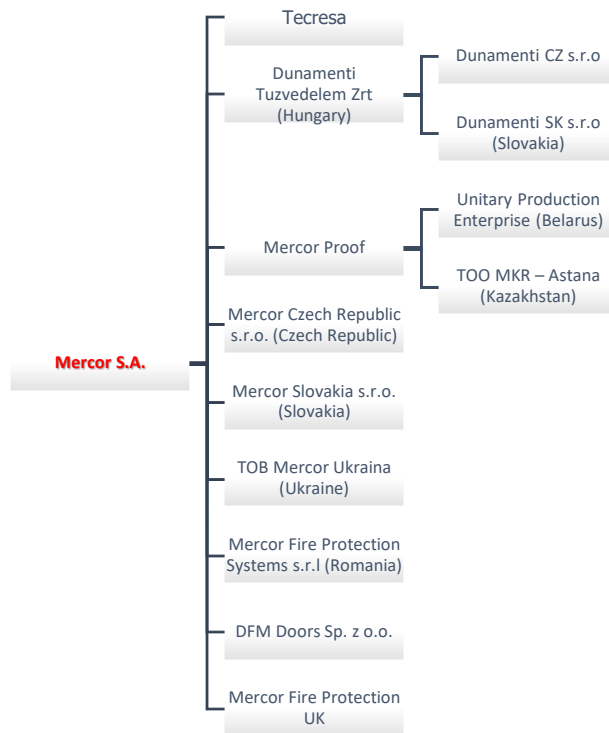 Tecresa
Dunamenti
Tuzvedelem Zrt
(Hungary)
Dunamenti CZ s.r.o
Dunamenti SK s.r.o
(Slovakia)
Mercor Proof
Unitary Production
Enterprise (Belarus)
TOO MKR – Astana
(Kazakhstan)
Mercor Czech Republic
s.r.o. (Czech Republic)
Mercor S.A.
Mercor Slovakia s.r.o.
(Slovakia)
TOB Mercor Ukraina
(Ukraine)
Mercor Fire Protection
Systems s.r.l (Romania)
DFM Doors Sp. z o.o.
Mercor Fire Protection
UK